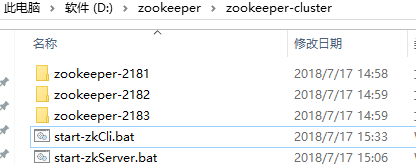 此电脑 > 软件 (D:) > zookeeper > zookeeper-cluster
名称 修改日期
zookeeper-2181 2018/7/17 14:58
zookeeper-2182 2018/7/17 14:59
zookeeper-2183 2018/7/17 14:59
start-zkCli.bat 2018/7/17 15:33
start-zkServer.bat 2018/7/17 15:06